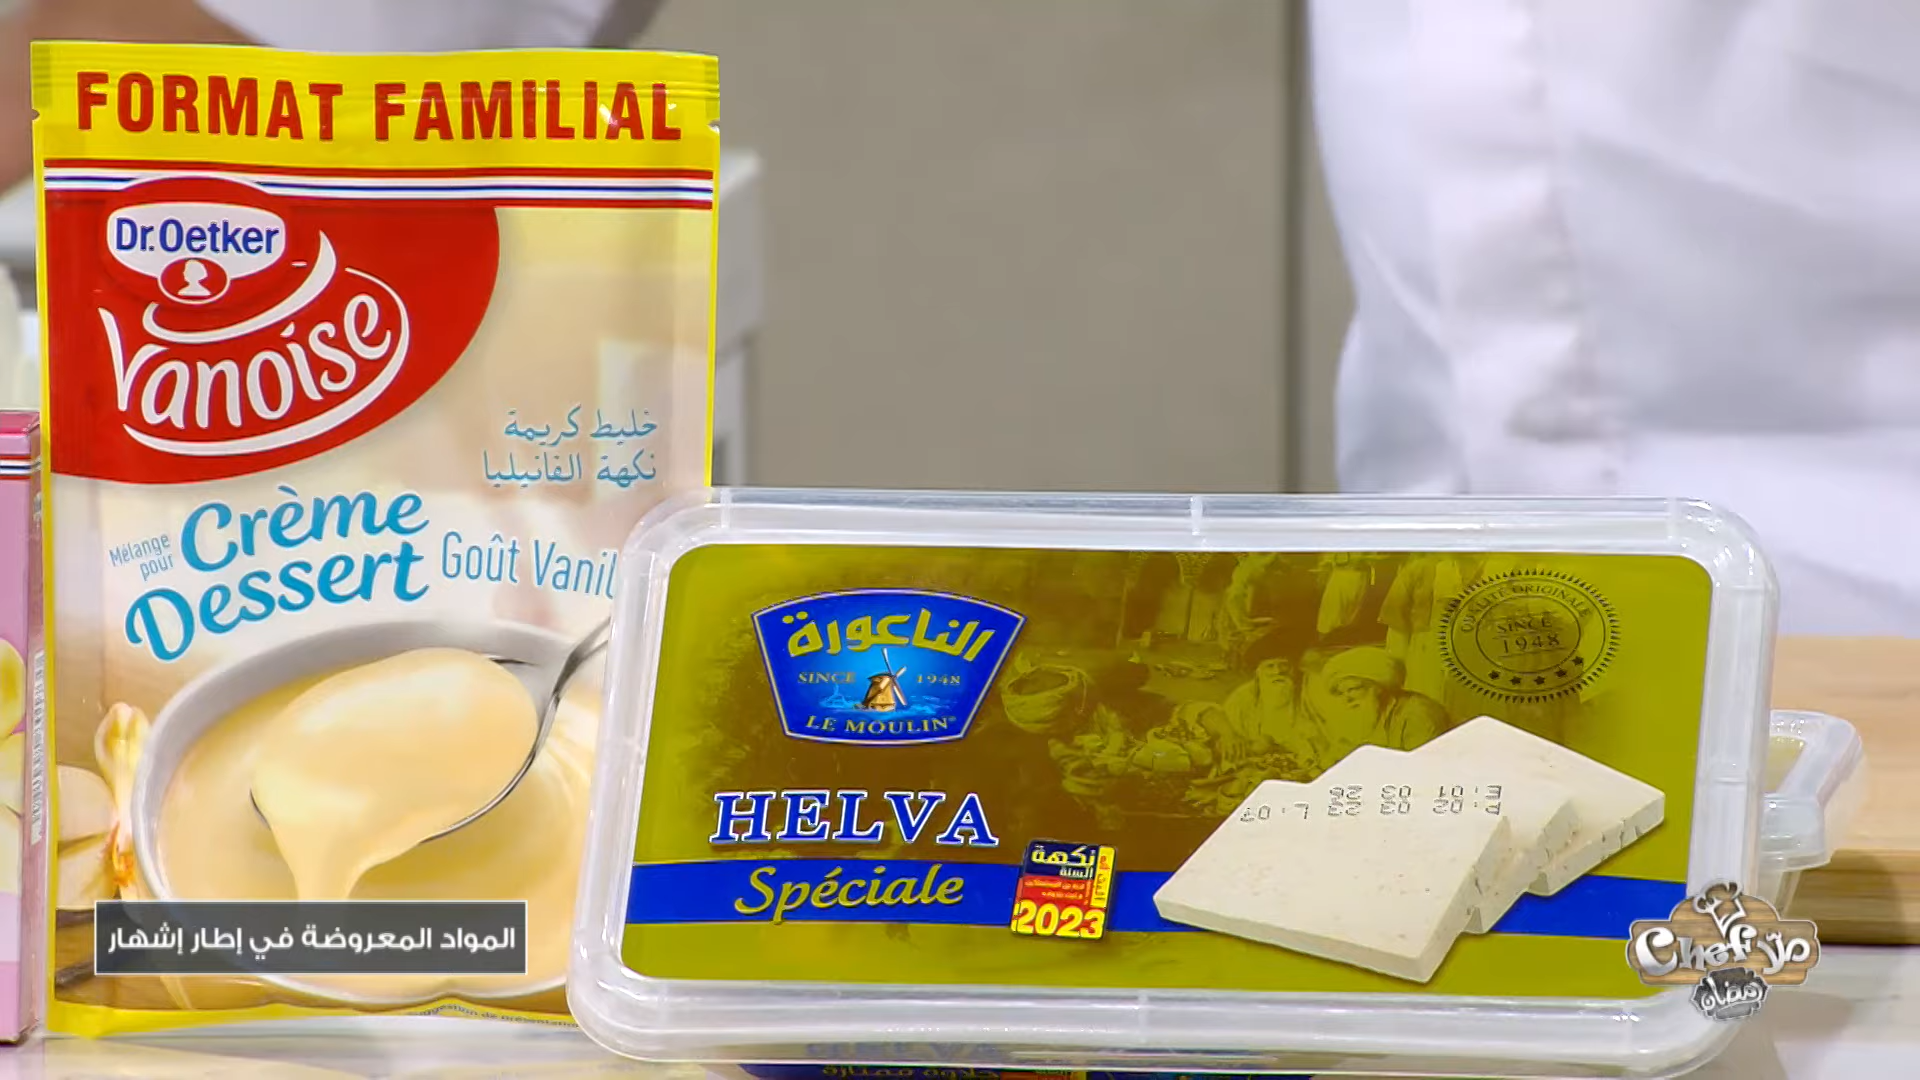 FORMAT FAMILIAL
Dr.Oetker
Vanoise
خليط كريمة
نكهة الفانيليا
Mélange pour
Crème Dessert
Goût Vanil
المواد المعروضة في إطار إشهار
الناعورة
SINCE 1948
LE MOULIN®
HELVA
Spéciale
نكهة
السنة
2023
QUALITÉ ORIGINALE
SINCE
1948
Chef
رمضان